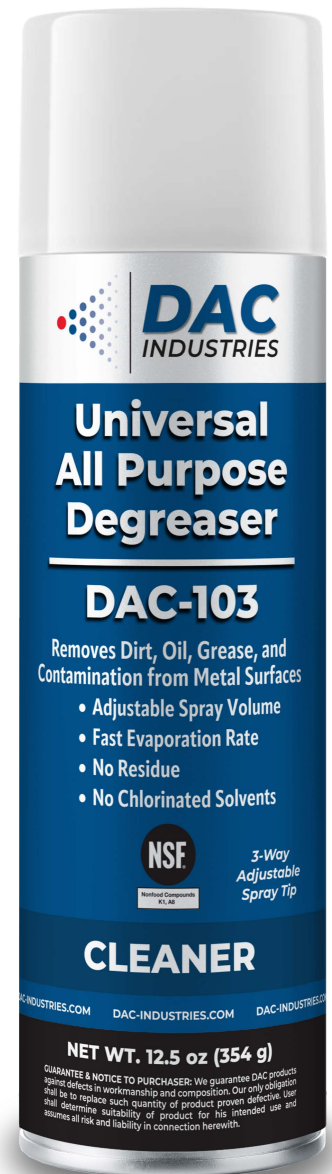 DAC
INDUSTRIES
Universal
All Purpose
Degreaser
DAC-103
Removes Dirt, Oil, Grease, and
Contamination from Metal Surfaces
• Adjustable Spray Volume
• Fast Evaporation Rate
• No Residue
• No Chlorinated Solvents
NSF
Nonfood Compounds
K1, A8
3-Way
Adjustable
Spray Tip
CLEANER
DAC-INDUSTRIES.COM DAC-INDUSTRIES.COM DAC-INDUSTRIES.CO
NET WT. 12.5 oz (354 g)
GUARANTEE & NOTICE TO PURCHASER: We guarantee DAC products
against defects in workmanship and composition. Our only obligation
shall be to replace such quantity of product proven defective. User
shall determine suitability of product for his intended use and
assumes all risk and liability in connection herewith.